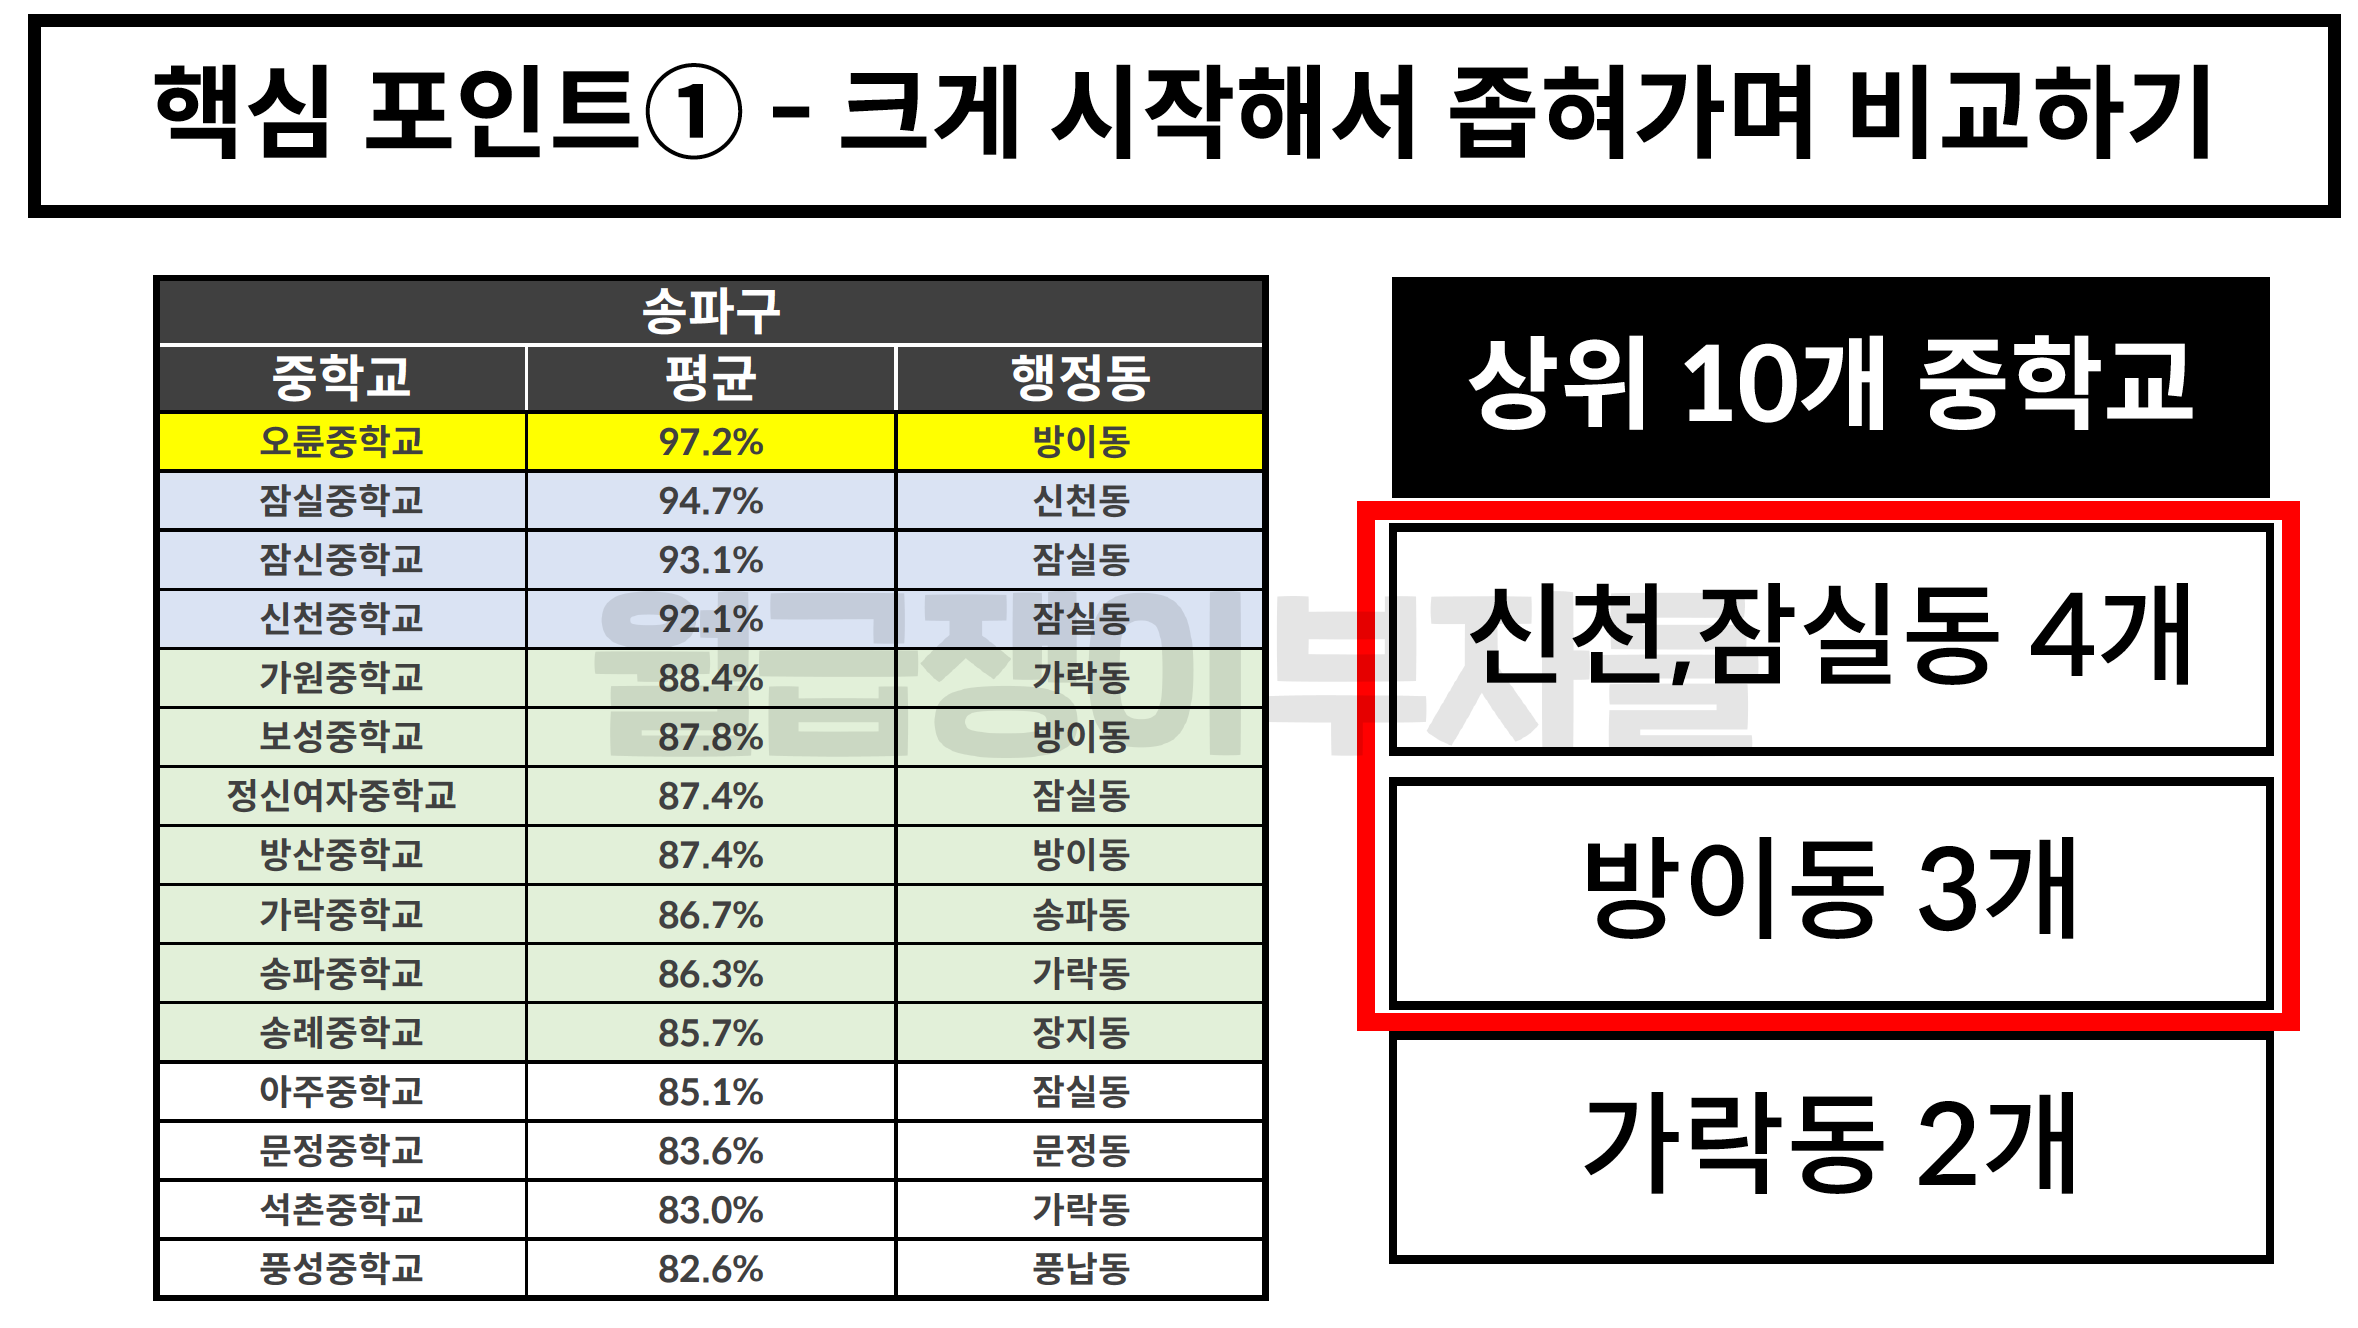 핵심 포인트① - 크게 시작해서 좁혀가며 비교하기
송파구
중학교 평균 행정동
오륜중학교 97.2% 방이동
잠실중학교 94.7% 신천동
잠신중학교 93.1% 잠실동
신천중학교 92.1% 잠실동
가원중학교 88.4% 가락동
보성중학교 87.8% 방이동
정신여자중학교 87.4% 잠실동
방산중학교 87.4% 방이동
가락중학교 86.7% 송파동
송파중학교 86.3% 가락동
송례중학교 85.7% 장지동
아주중학교 85.1% 잠실동
문정중학교 83.6% 문정동
석촌중학교 83.0% 가락동
풍성중학교 82.6% 풍납동
상위 10개 중학교
신천,잠실동 4개
방이동 3개
가락동 2개
월급쟁이부자들